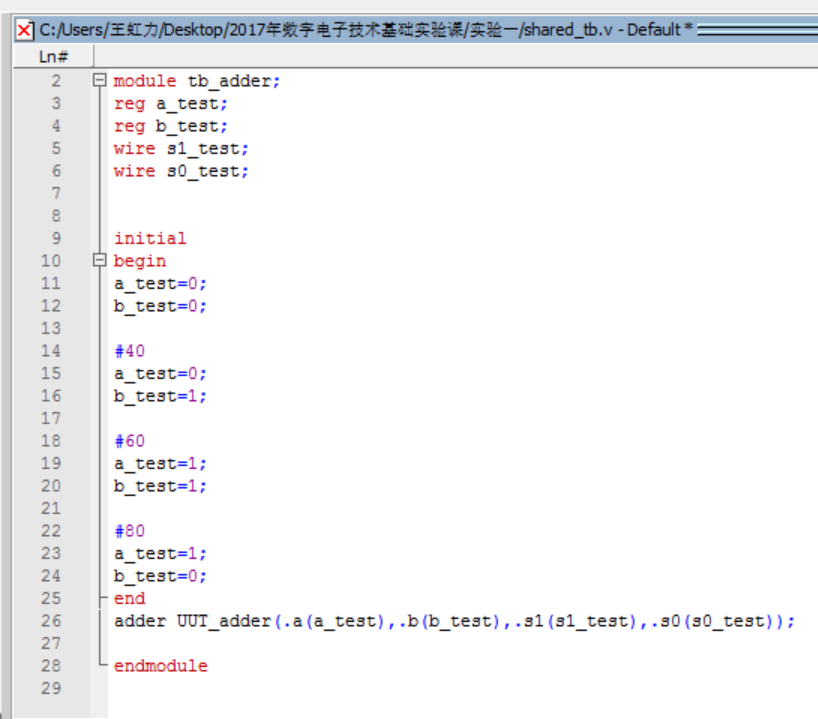 C:/Users/王虹力/Desktop/2017年数字电子技术基础实验课/实验一/shared_tb.v - Default *
Ln#
2 module tb_adder;
3 reg a_test;
4 reg b_test;
5 wire s1_test;
6 wire s0_test;
7
8
9 initial
10 begin
11 a_test=0;
12 b_test=0;
13
14 #40
15 a_test=0;
16 b_test=1;
17
18 #60
19 a_test=1;
20 b_test=1;
21
22 #80
23 a_test=1;
24 b_test=0;
25 end
26 adder UUT_adder(.a(a_test),.b(b_test),.s1(s1_test),.s0(s0_test));
27
28 endmodule
29